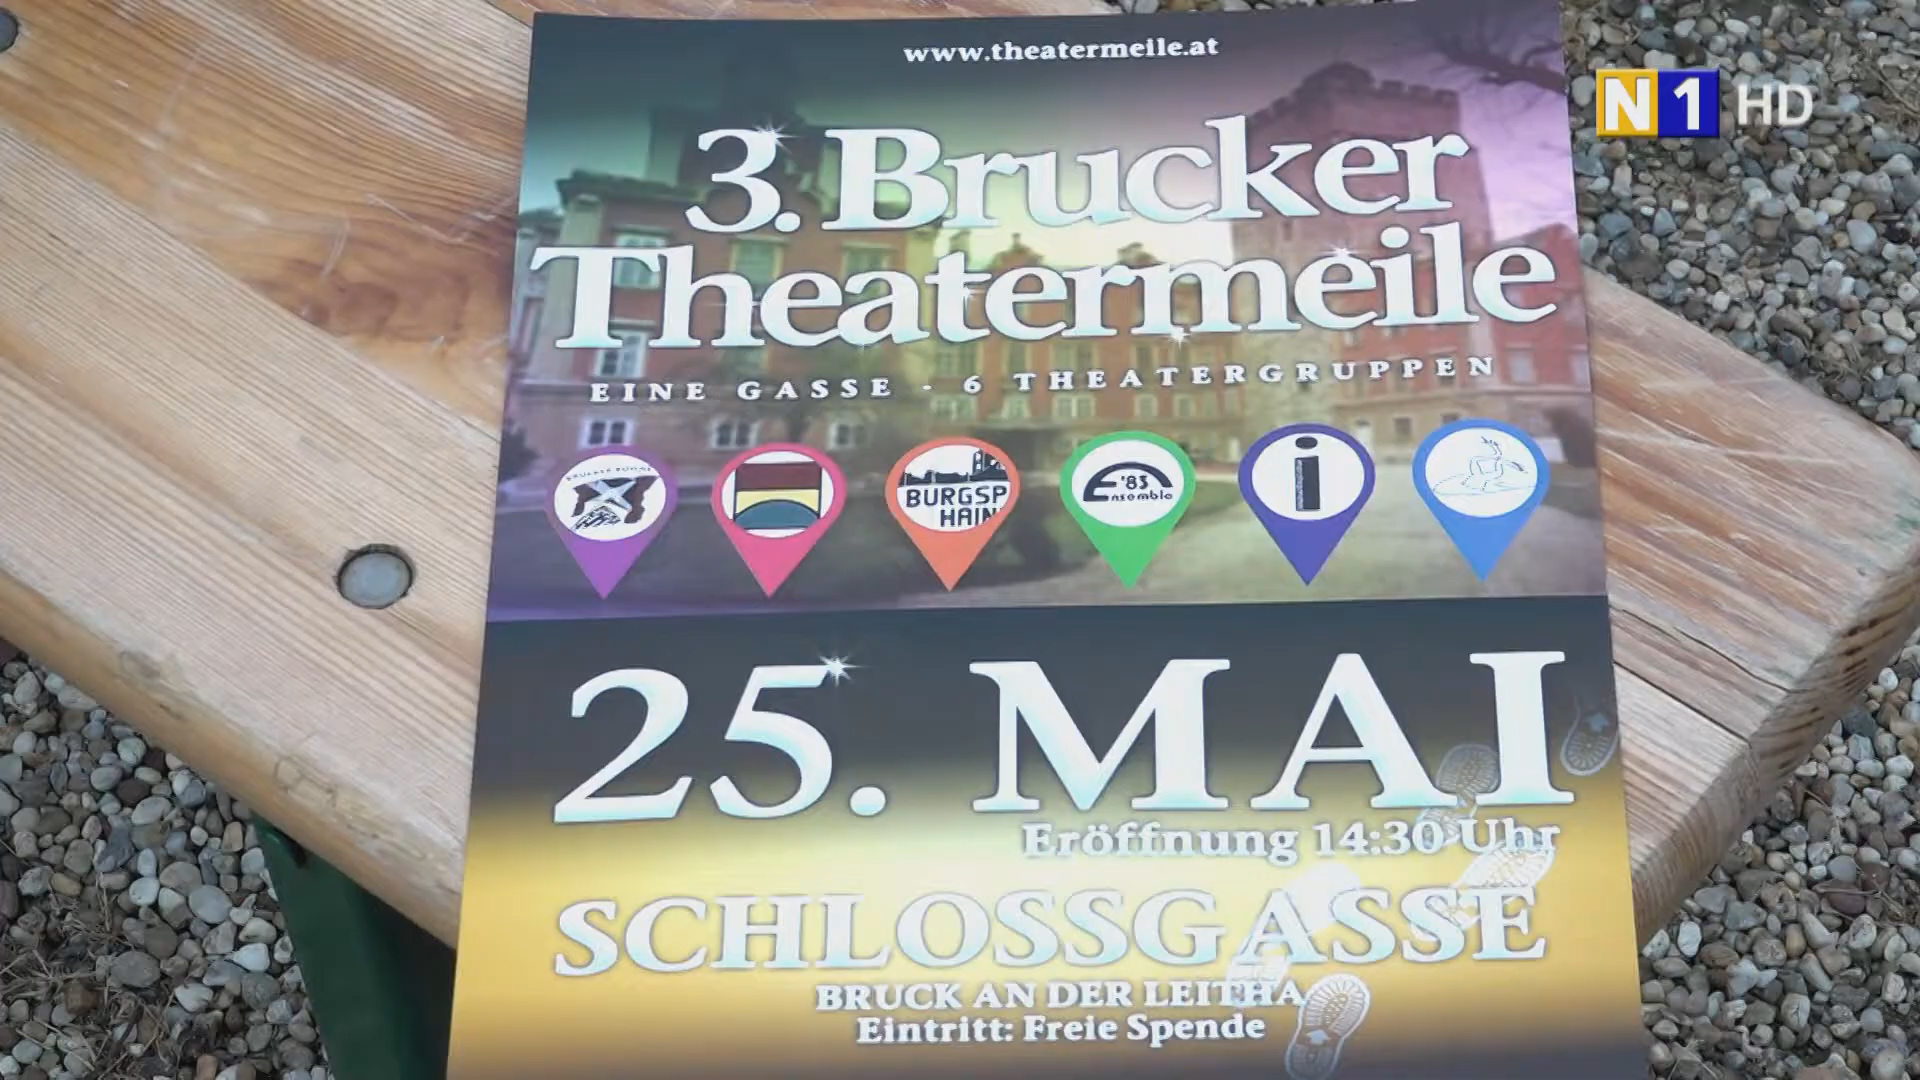 www.theatermeile.at
N1 HD
3. Brucker
Theatermeile
EINE GASSE - 6 THEATERGRUPPEN
BURGSP
HAIN
E'83
nsemble
i
25. MAI
Eröffnung 14:30 Uhr
SCHLOSSGASSE
BRUCK AN DER LEITHA
Eintritt: Freie Spende